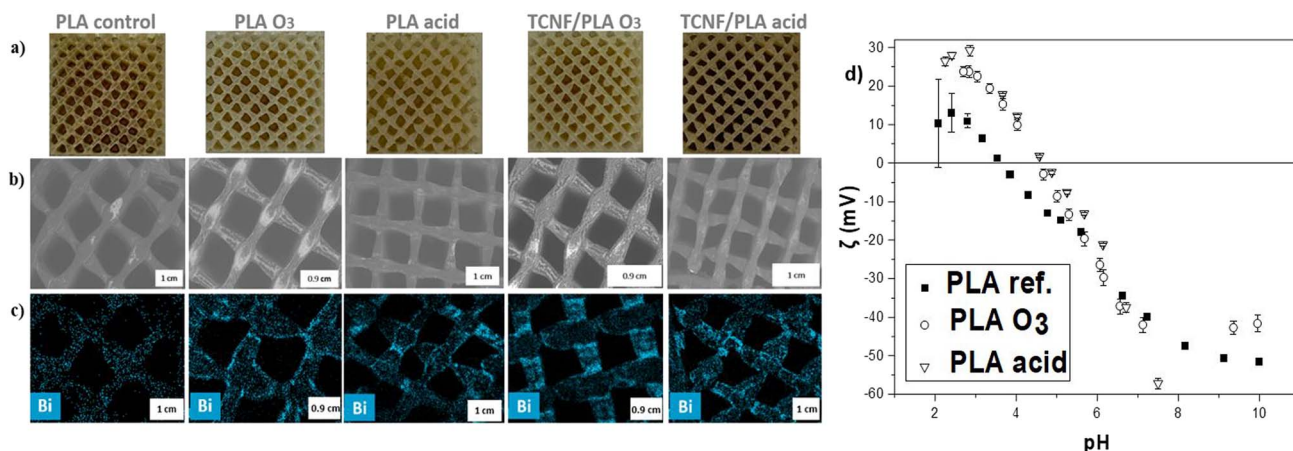 PLA control PLA O3 PLA acid TCNF/PLA O3 TCNF/PLA acid
a)
b)
1 cm 0.9 cm 1 cm 0.9 cm 1 cm
c)
Bi Bi Bi Bi Bi
1 cm 0.9 cm 1 cm 0.9 cm 1 cm
d)
30
20
10
0
-10
-20
-30
-40
-50
-60
ζ (mV)
PLA ref.
PLA O3
PLA acid
2 4 6 8 10
pH